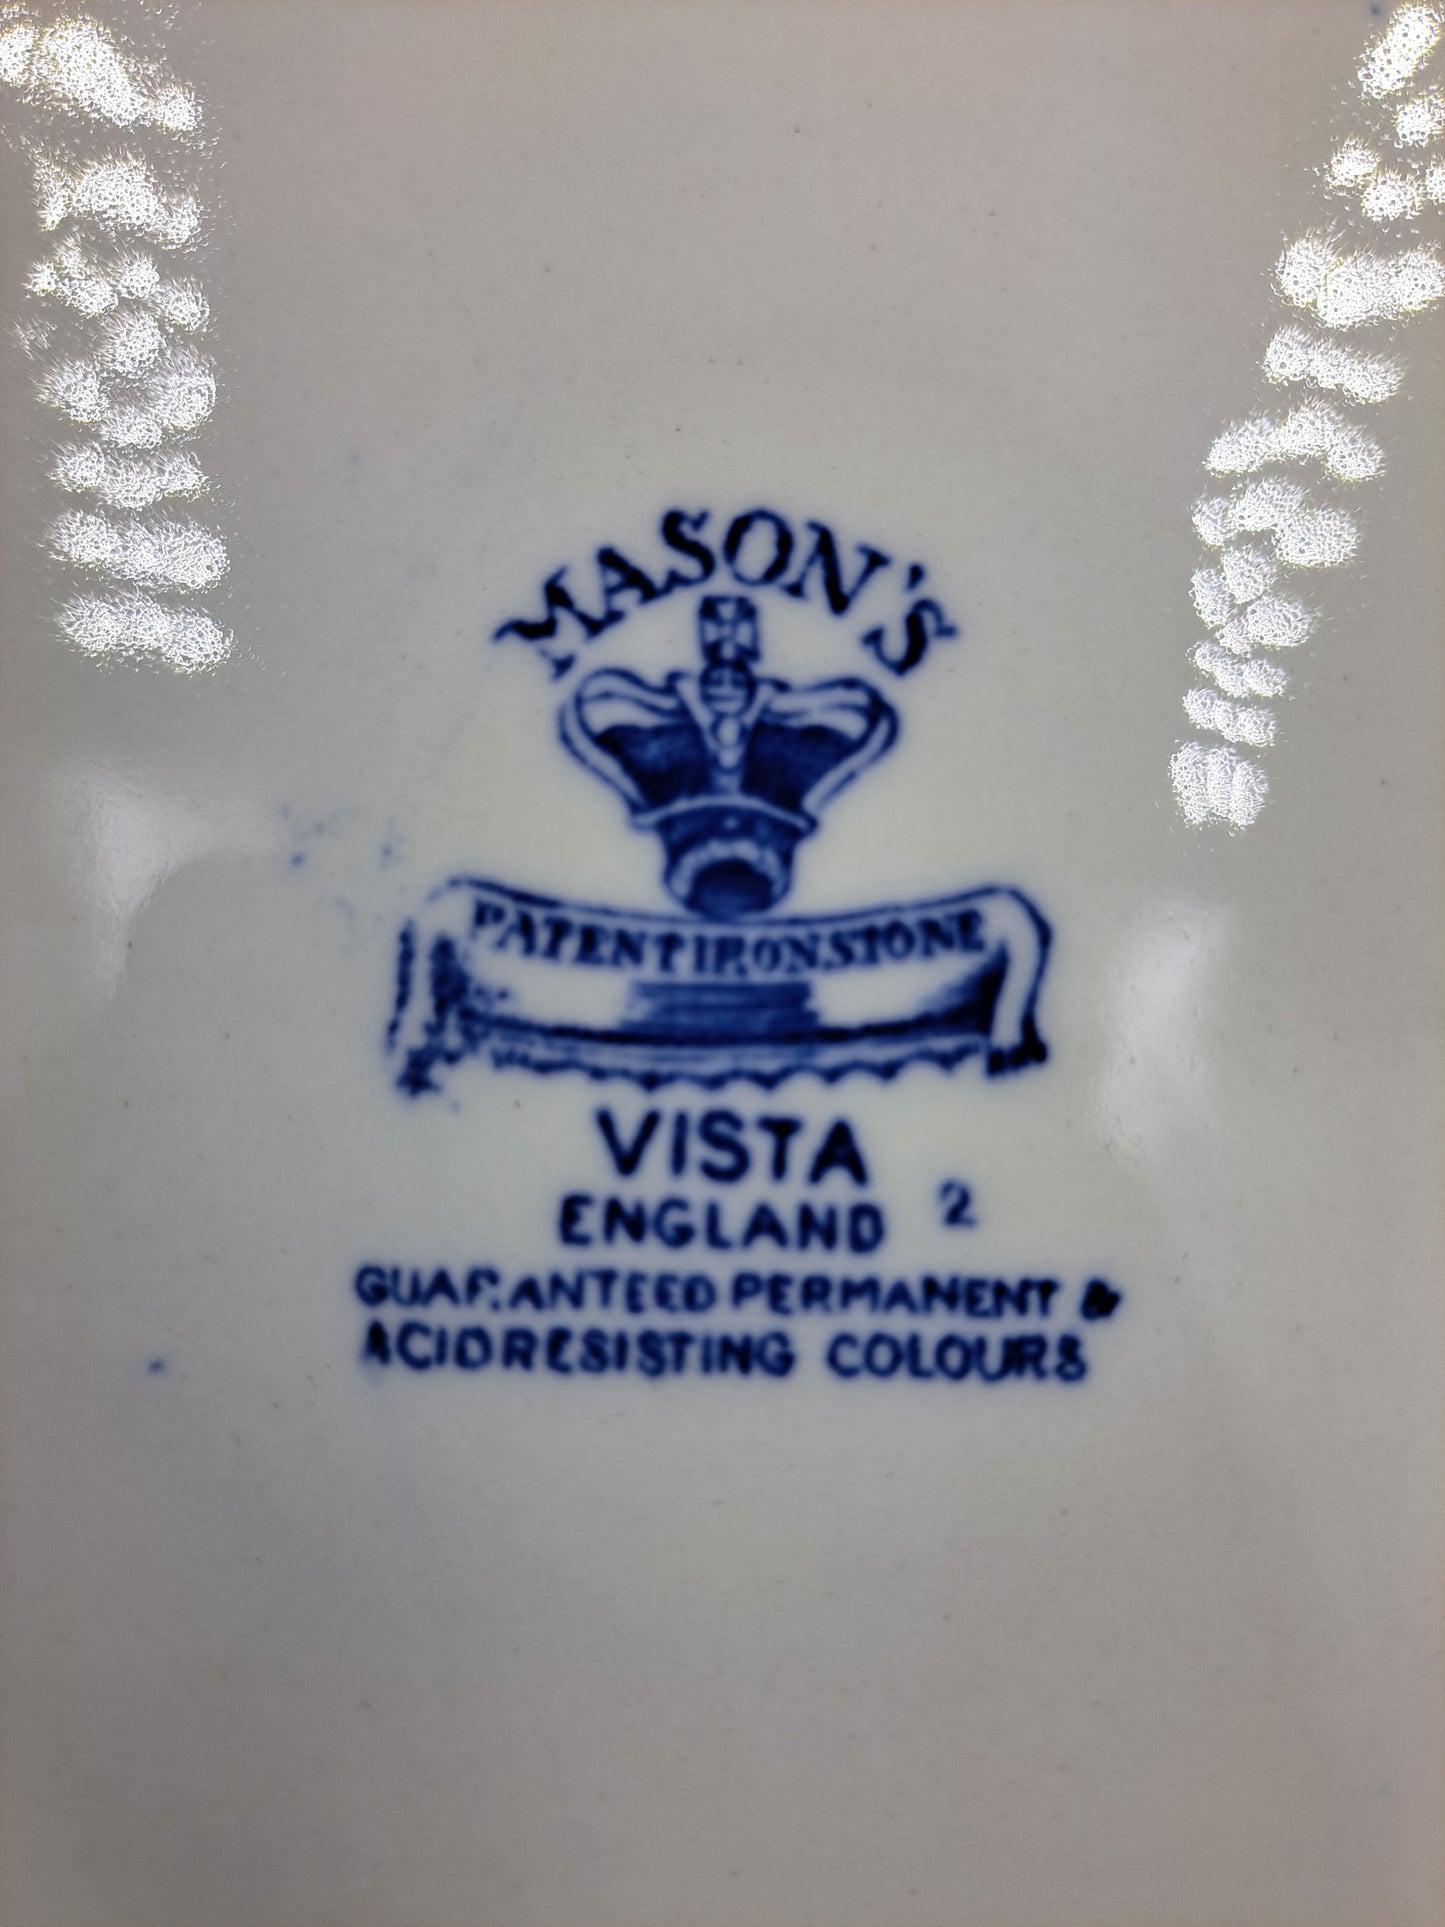 MASON'S
PATENT IRONSTONE
VISTA
ENGLAND 2
GUARANTEED PERMANENT &
ACID RESISTING COLOURS